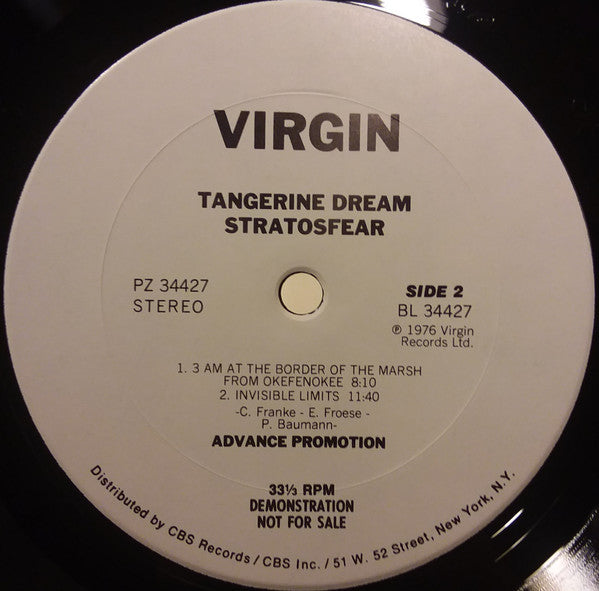 VIRGIN
TANGERINE DREAM
STRATOSFEAR
PZ 34427
STEREO
SIDE 2
BL 34427
℗ 1976 Virgin
Records Ltd.
1. 3 AM AT THE BORDER OF THE MARSH
FROM OKEFENOKEE 8:10
2. INVISIBLE LIMITS 11:40
-C. Franke - E. Froese -
P. Baumann-
ADVANCE PROMOTION
33⅓ RPM
DEMONSTRATION
NOT FOR SALE
Distributed by CBS Records / CBS Inc. / 51 W. 52 Street, New York, N.Y.